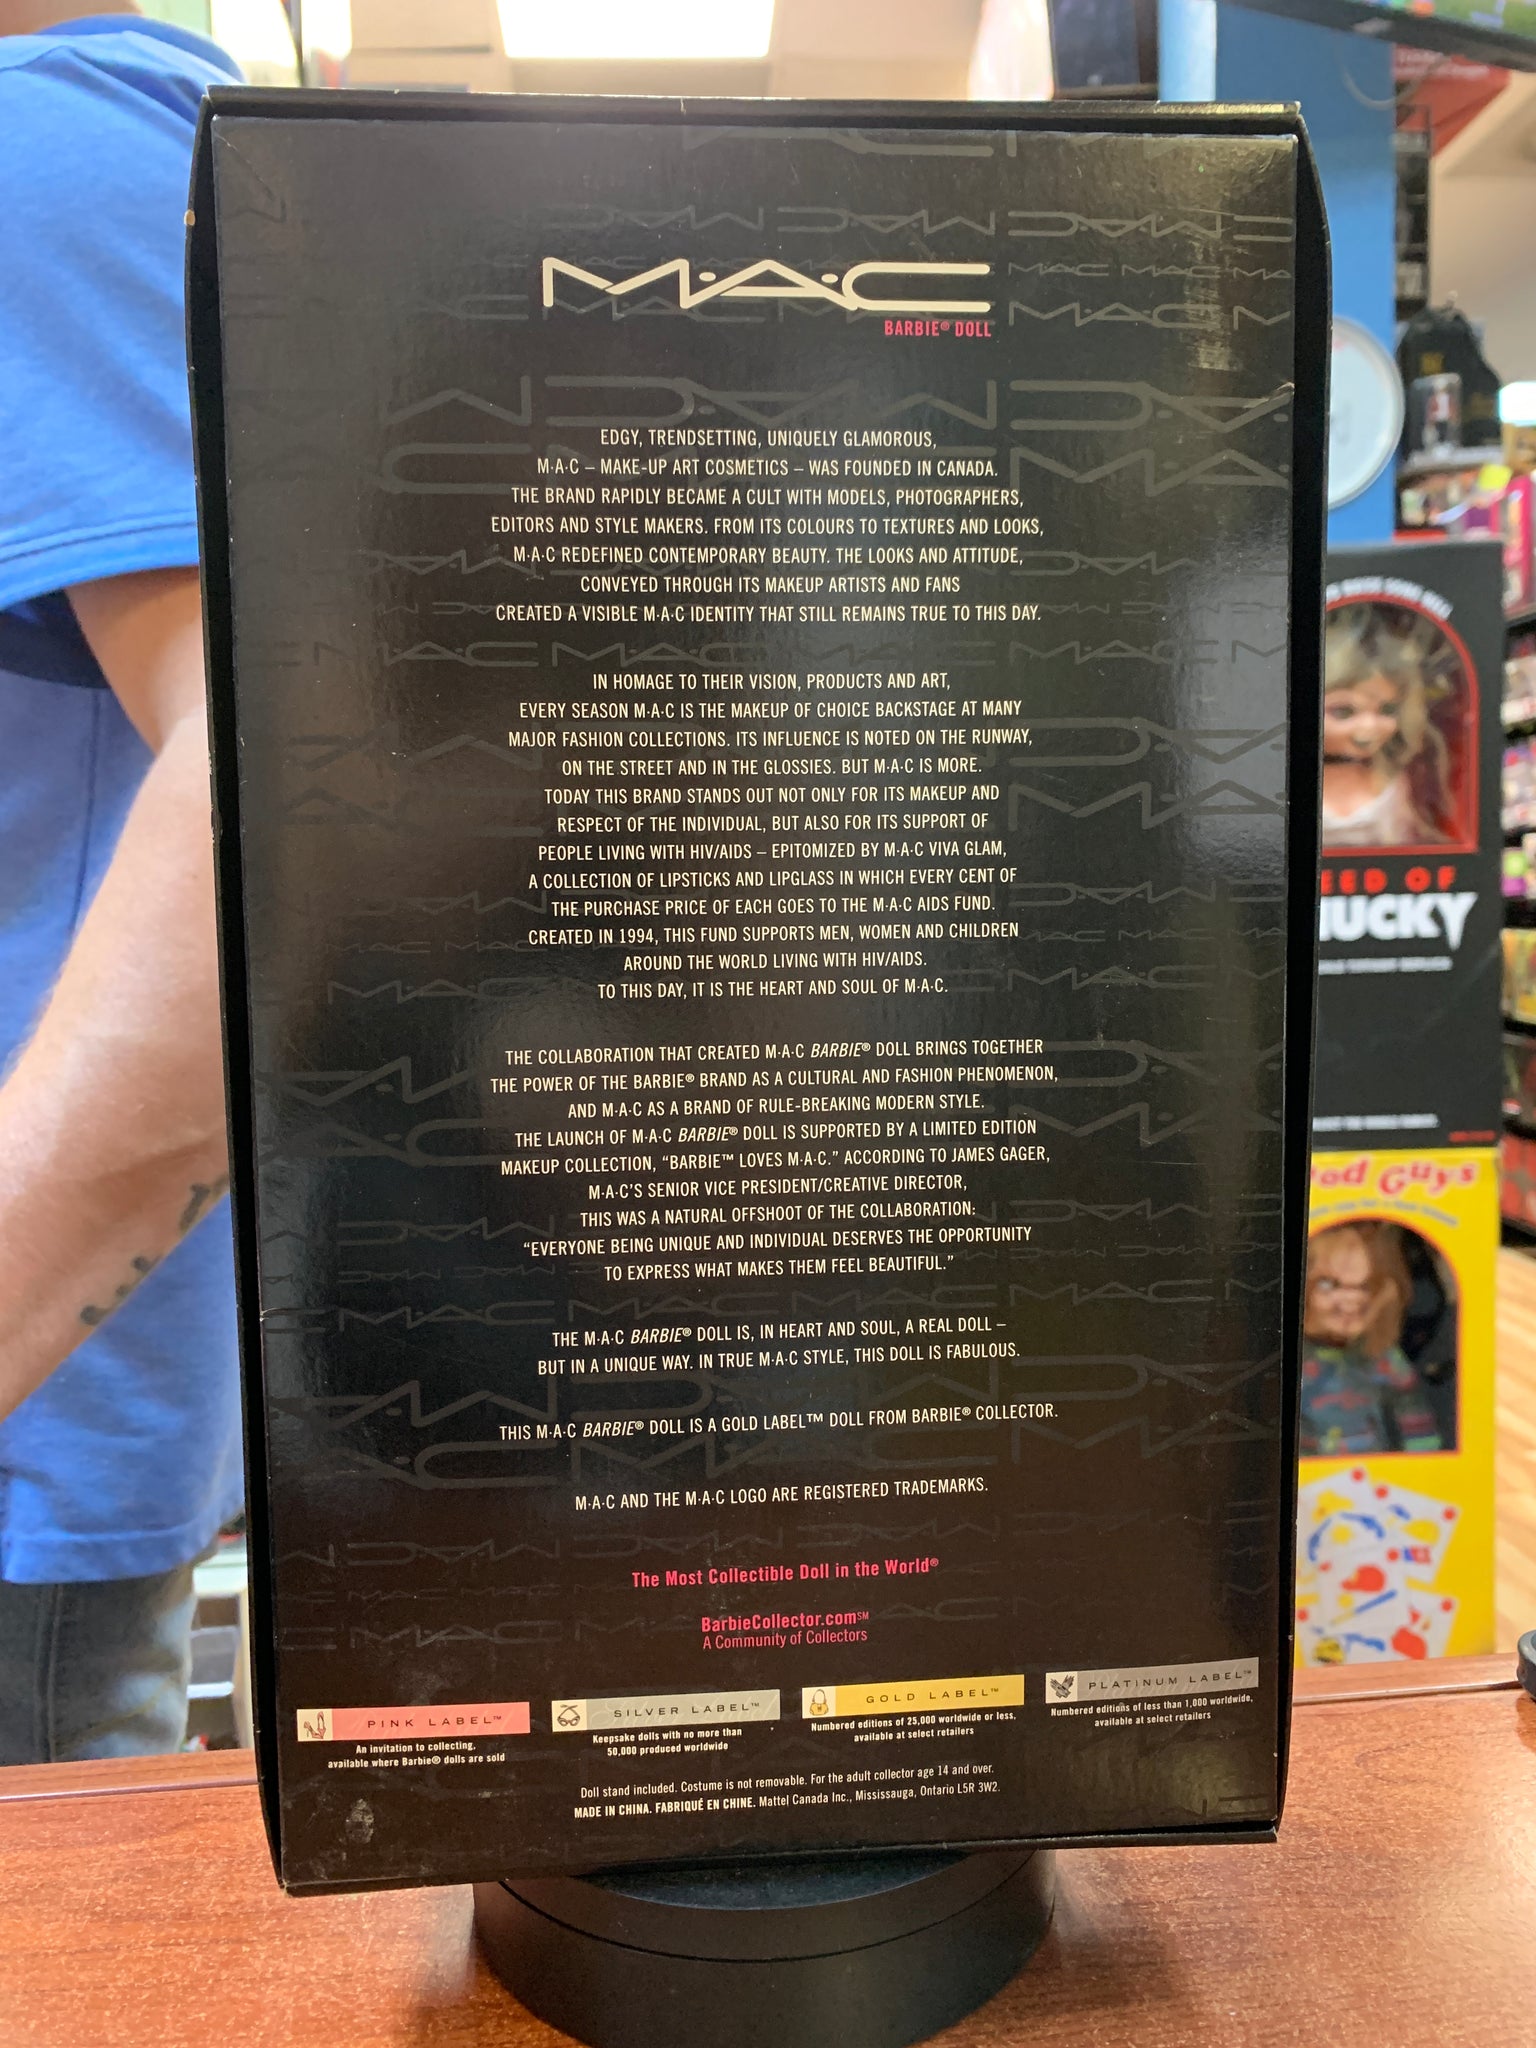 M·A·C
BARBIE® DOLL
EDGY, TRENDSETTING, UNIQUELY GLAMOROUS,
M·A·C – MAKE-UP ART COSMETICS – WAS FOUNDED IN CANADA.
THE BRAND RAPIDLY BECAME A CULT WITH MODELS, PHOTOGRAPHERS,
EDITORS AND STYLE MAKERS. FROM ITS COLOURS TO TEXTURES AND LOOKS,
M·A·C REDEFINED CONTEMPORARY BEAUTY. THE LOOKS AND ATTITUDE,
CONVEYED THROUGH ITS MAKEUP ARTISTS AND FANS
CREATED A VISIBLE M·A·C IDENTITY THAT STILL REMAINS TRUE TO THIS DAY.
IN HOMAGE TO THEIR VISION, PRODUCTS AND ART,
EVERY SEASON M·A·C IS THE MAKEUP OF CHOICE BACKSTAGE AT MANY
MAJOR FASHION COLLECTIONS. ITS INFLUENCE IS NOTED ON THE RUNWAY,
ON THE STREET AND IN THE GLOSSIES. BUT M·A·C IS MORE.
TODAY THIS BRAND STANDS OUT NOT ONLY FOR ITS MAKEUP AND
RESPECT OF THE INDIVIDUAL, BUT ALSO FOR ITS SUPPORT OF
PEOPLE LIVING WITH HIV/AIDS – EPITOMIZED BY M·A·C VIVA GLAM,
A COLLECTION OF LIPSTICKS AND LIPGLASS IN WHICH EVERY CENT OF
THE PURCHASE PRICE OF EACH GOES TO THE M·A·C AIDS FUND.
CREATED IN 1994, THIS FUND SUPPORTS MEN, WOMEN AND CHILDREN
AROUND THE WORLD LIVING WITH HIV/AIDS.
TO THIS DAY, IT IS THE HEART AND SOUL OF M·A·C.
THE COLLABORATION THAT CREATED M·A·C BARBIE® DOLL BRINGS TOGETHER
THE POWER OF THE BARBIE® BRAND AS A CULTURAL AND FASHION PHENOMENON,
AND M·A·C AS A BRAND OF RULE-BREAKING MODERN STYLE.
THE LAUNCH OF M·A·C BARBIE® DOLL IS SUPPORTED BY A LIMITED EDITION
MAKEUP COLLECTION, “BARBIE™ LOVES M·A·C.” ACCORDING TO JAMES GAGER,
M·A·C’S SENIOR VICE PRESIDENT/CREATIVE DIRECTOR,
THIS WAS A NATURAL OFFSHOOT OF THE COLLABORATION:
“EVERYONE BEING UNIQUE AND INDIVIDUAL DESERVES THE OPPORTUNITY
TO EXPRESS WHAT MAKES THEM FEEL BEAUTIFUL.”
THE M·A·C BARBIE® DOLL IS, IN HEART AND SOUL, A REAL DOLL –
BUT IN A UNIQUE WAY. IN TRUE M·A·C STYLE, THIS DOLL IS FABULOUS.
THIS M·A·C BARBIE® DOLL IS A GOLD LABEL™ DOLL FROM BARBIE® COLLECTOR.
M·A·C AND THE M·A·C LOGO ARE REGISTERED TRADEMARKS.
The Most Collectible Doll in the World®
BarbieCollector.com℠
A Community of Collectors
PINK LABEL™
An invitation to collecting,
available where Barbie® dolls are sold
SILVER LABEL™
Keepsake dolls with no more than
50,000 produced worldwide
GOLD LABEL™
Numbered editions of 25,000 worldwide or less,
available at select retailers
PLATINUM LABEL™
Numbered editions of less than 1,000 worldwide,
available at select retailers
Doll stand included. Costume is not removable. For the adult collector age 14 and over.
MADE IN CHINA. FABRIQUÉ EN CHINE. Mattel Canada Inc., Mississauga, Ontario L5R 3W2.
EED OF
HUCKY
ood Guys